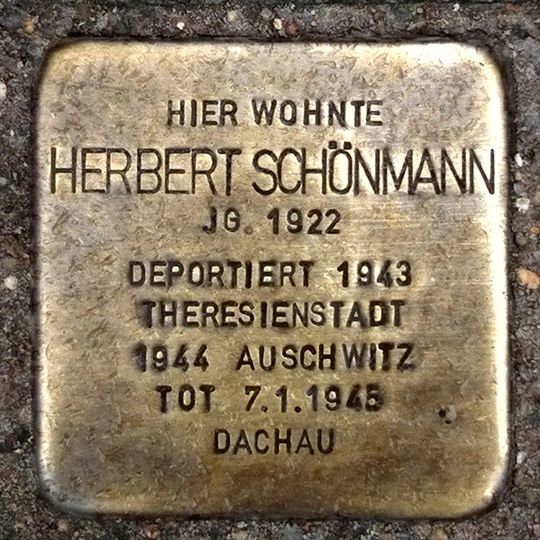 HIER WOHNTE
HERBERT SCHÖNMANN
JG. 1922
DEPORTIERT 1943
THERESIENSTADT
1944 AUSCHWITZ
TOT 7.1.1945
DACHAU